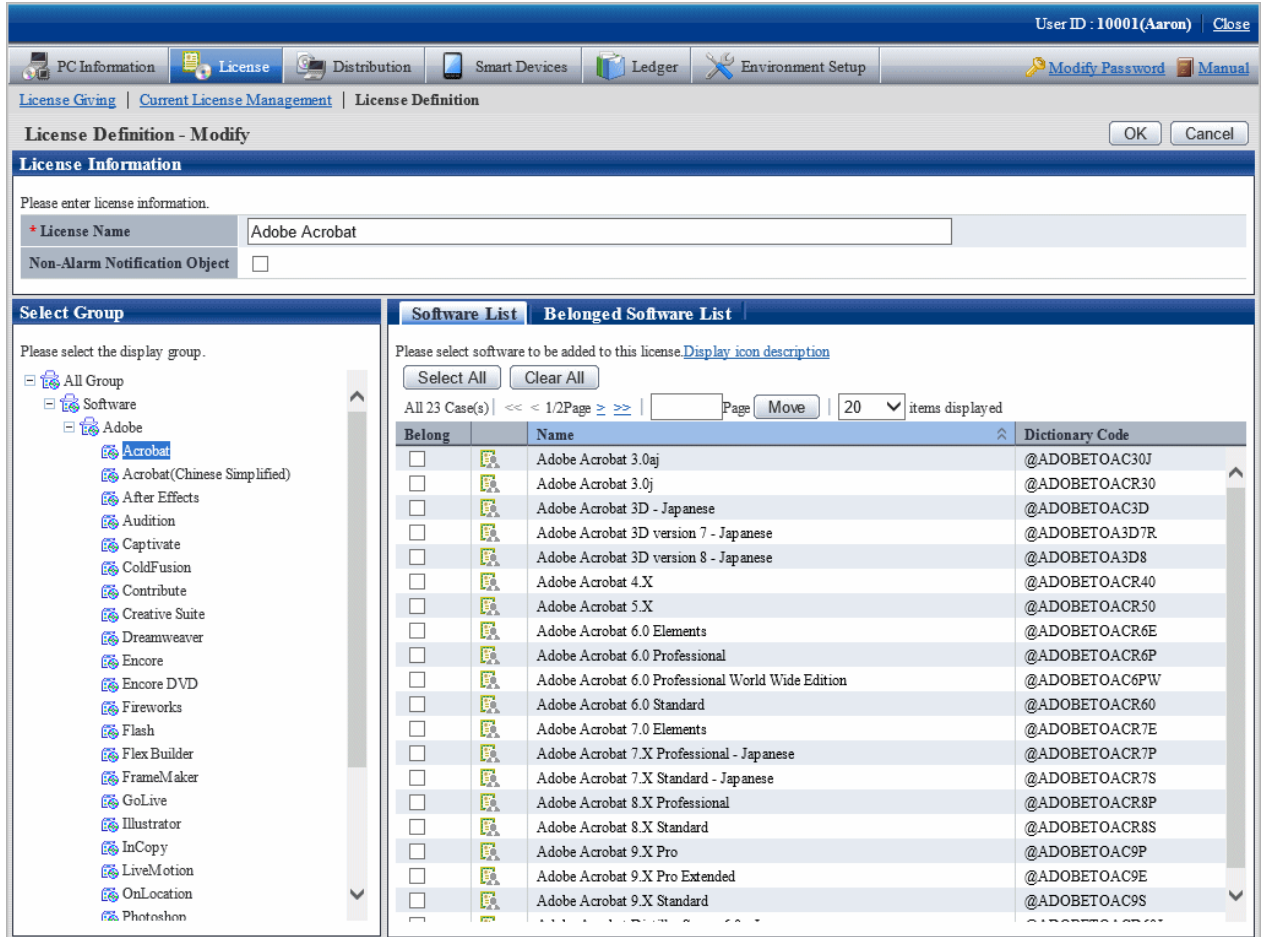 User ID : 10001(Aaron) | Close
PC Information License Distribution Smart Devices Ledger Environment Setup Modify Password Manual
License Giving | Current License Management | License Definition
License Definition - Modify OK Cancel
License Information
Please enter license information.
* License Name Adobe Acrobat
Non-Alarm Notification Object
Select Group
Please select the display group.
All Group
Software
Adobe
Acrobat
Acrobat(Chinese Simplified)
After Effects
Audition
Captivate
ColdFusion
Contribute
Creative Suite
Dreamweaver
Encore
Encore DVD
Fireworks
Flash
Flex Builder
FrameMaker
GoLive
Illustrator
InCopy
LiveMotion
OnLocation
Photoshop
Software List Belonged Software List
Please select software to be added to this license.Display icon description
Select All Clear All
All 23 Case(s) | << < 1/2Page > >> | Page Move | 20 items displayed
Belong Name Dictionary Code
Adobe Acrobat 3.0aj @ADOBETOAC30J
Adobe Acrobat 3.0j @ADOBETOACR30
Adobe Acrobat 3D - Japanese @ADOBETOAC3D
Adobe Acrobat 3D version 7 - Japanese @ADOBETOA3D7R
Adobe Acrobat 3D version 8 - Japanese @ADOBETOA3D8
Adobe Acrobat 4.X @ADOBETOACR40
Adobe Acrobat 5.X @ADOBETOACR50
Adobe Acrobat 6.0 Elements @ADOBETOACR6E
Adobe Acrobat 6.0 Professional @ADOBETOACR6P
Adobe Acrobat 6.0 Professional World Wide Edition @ADOBETOAC6PW
Adobe Acrobat 6.0 Standard @ADOBETOACR60
Adobe Acrobat 7.0 Elements @ADOBETOACR7E
Adobe Acrobat 7.X Professional - Japanese @ADOBETOACR7P
Adobe Acrobat 7.X Standard - Japanese @ADOBETOACR7S
Adobe Acrobat 8.X Professional @ADOBETOACR8P
Adobe Acrobat 8.X Standard @ADOBETOACR8S
Adobe Acrobat 9.X Pro @ADOBETOAC9P
Adobe Acrobat 9.X Pro Extended @ADOBETOAC9E
Adobe Acrobat 9.X Standard @ADOBETOAC9S